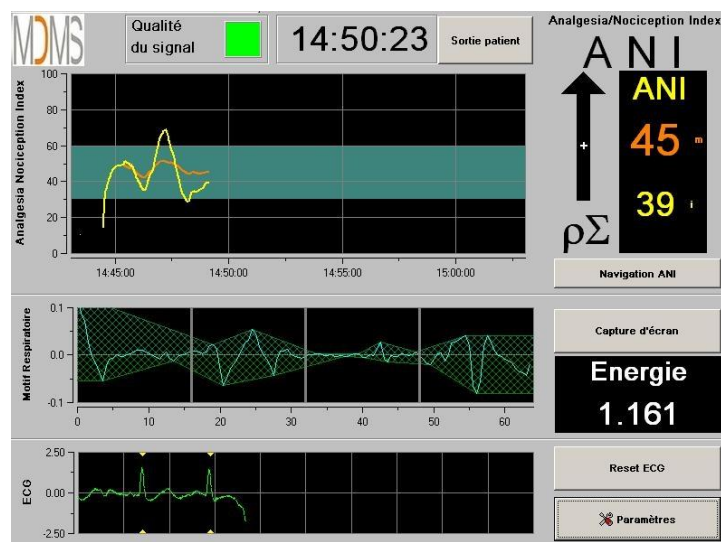 MDMS
Qualité
du signal
14:50:23
Sortie patient
Analgesia/Nociception Index
A N I
ANI
45 m
39 i
+
ρΣ
Navigation ANI
Analgesia Nociception Index
100
80
60
40
20
0
14:45:00 14:50:00 14:55:00 15:00:00
Motif Respiratoire
0.1
0.0
-0.1
0 10 20 30 40 50 60
Capture d'écran
Energie
1.161
ECG
2.50
0.00
-2.50
Reset ECG
Paramètres